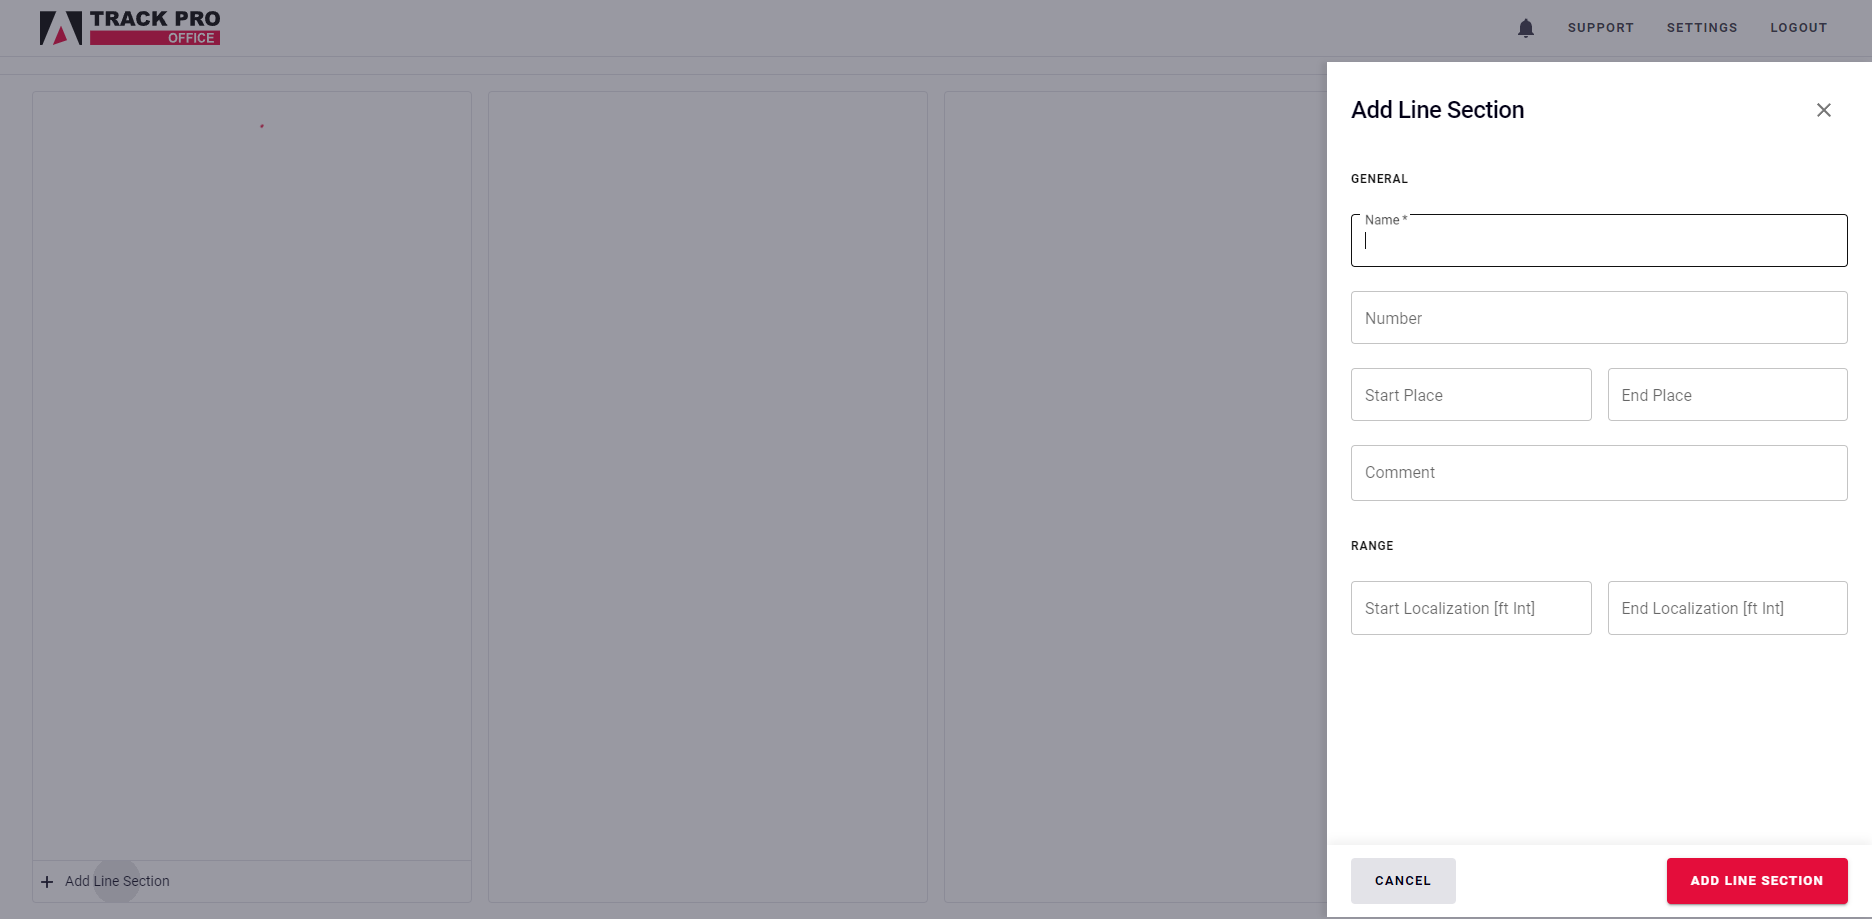 TRACK PRO
OFFICE
SUPPORT SETTINGS LOGOUT
Add Line Section
GENERAL
Name *
Number
Start Place End Place
Comment
RANGE
Start Localization [ft Int] End Localization [ft Int]
Add Line Section
CANCEL ADD LINE SECTION